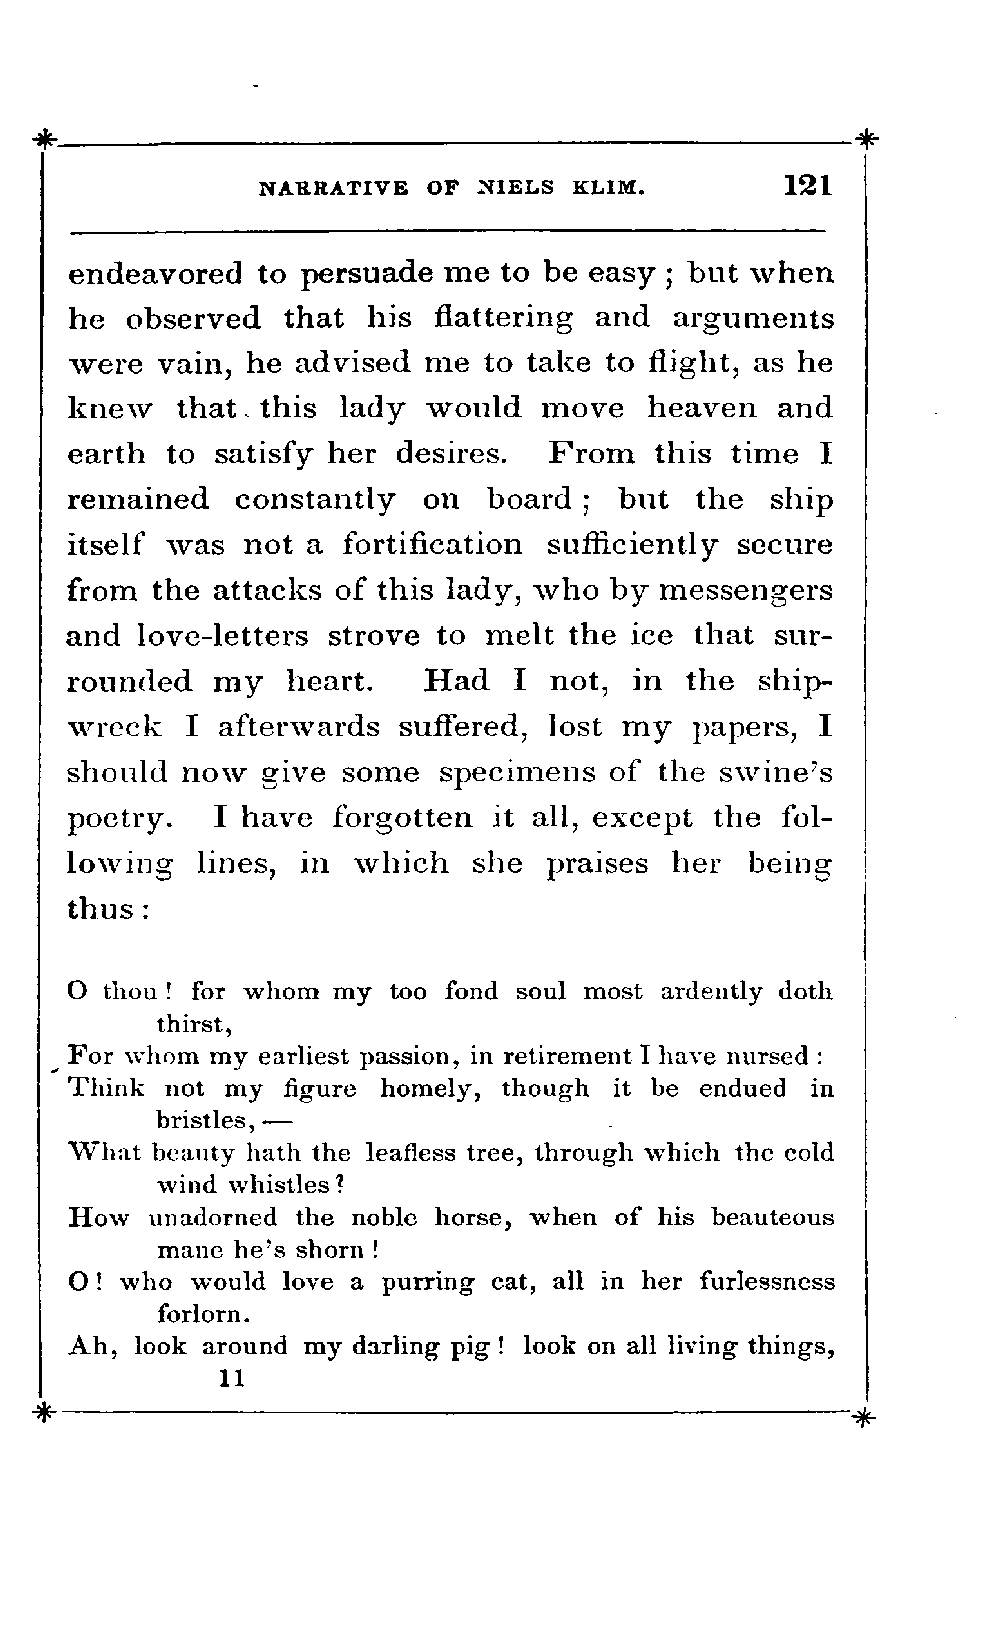 NARRATIVE OF NIELS KLIM. 121
endeavored to persuade me to be easy ; but when
he observed that his flattering and arguments
were vain, he advised me to take to flight, as he
knew that this lady would move heaven and
earth to satisfy her desires. From this time I
remained constantly on board ; but the ship
itself was not a fortification sufficiently secure
from the attacks of this lady, who by messengers
and love-letters strove to melt the ice that sur-
rounded my heart. Had I not, in the ship-
wreck I afterwards suffered, lost my papers, I
should now give some specimens of the swine's
poetry. I have forgotten it all, except the fol-
lowing lines, in which she praises her being
thus :
O thou ! for whom my too fond soul most ardently doth
thirst,
For whom my earliest passion, in retirement I have nursed :
Think not my figure homely, though it be endued in
bristles, —
What beauty hath the leafless tree, through which the cold
wind whistles ?
How unadorned the noble horse, when of his beauteous
mane he's shorn !
O ! who would love a purring cat, all in her furlessness
forlorn.
Ah, look around my darling pig ! look on all living things,
11